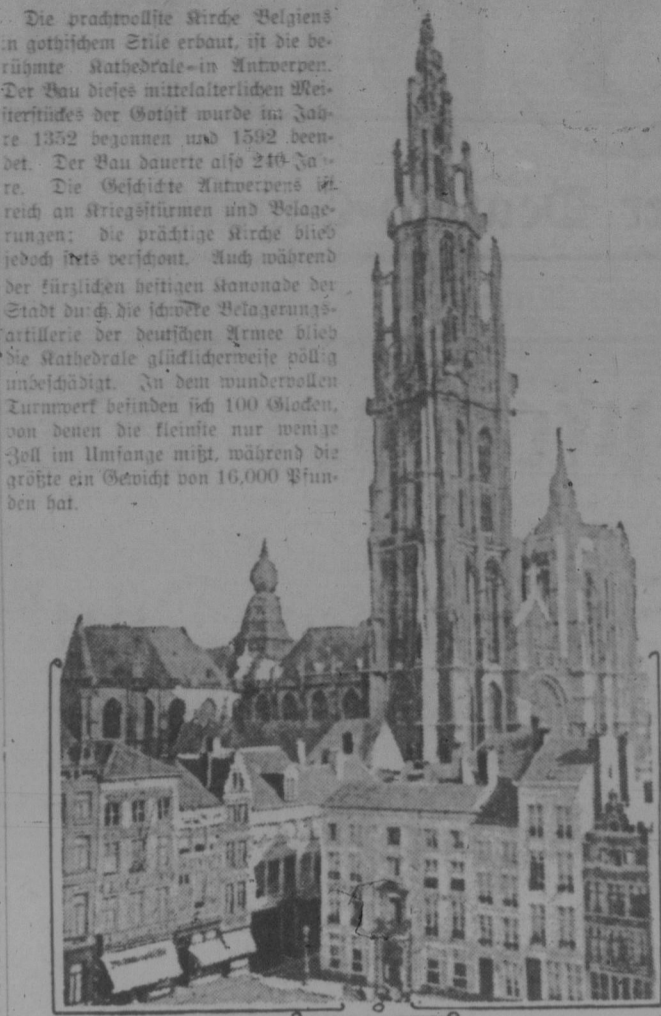 Die prachtvollste Kirche Belgiens
in gothischem Stile erbaut, ist die be-
rühmte Kathedrale in Antwerpen.
Der Bau dieses mittelalterlichen Mei-
sterstückes der Gothik wurde im Jah-
re 1352 begonnen und 1592 been-
det. Der Bau dauerte also 240 Ja
re. Die Geschichte Antwerpens ist
reich an Kriegsstürmen und Belage-
rungen; die prächtige Kirche blieb
jedoch stets verschont. Auch während
der kürzlichen heftigen Kanonade der
Stadt durch die schwere Belagerungs-
artillerie der deutschen Armee blieb
die Kathedrale glücklicherweise völlig
unbeschädigt. In dem wundervollen
Turmwerk befinden sich 100 Glocken,
von denen die kleinste nur wenige
Zoll im Umfange mißt, während die
größte ein Gewicht von 16,000 Pfun-
den hat.